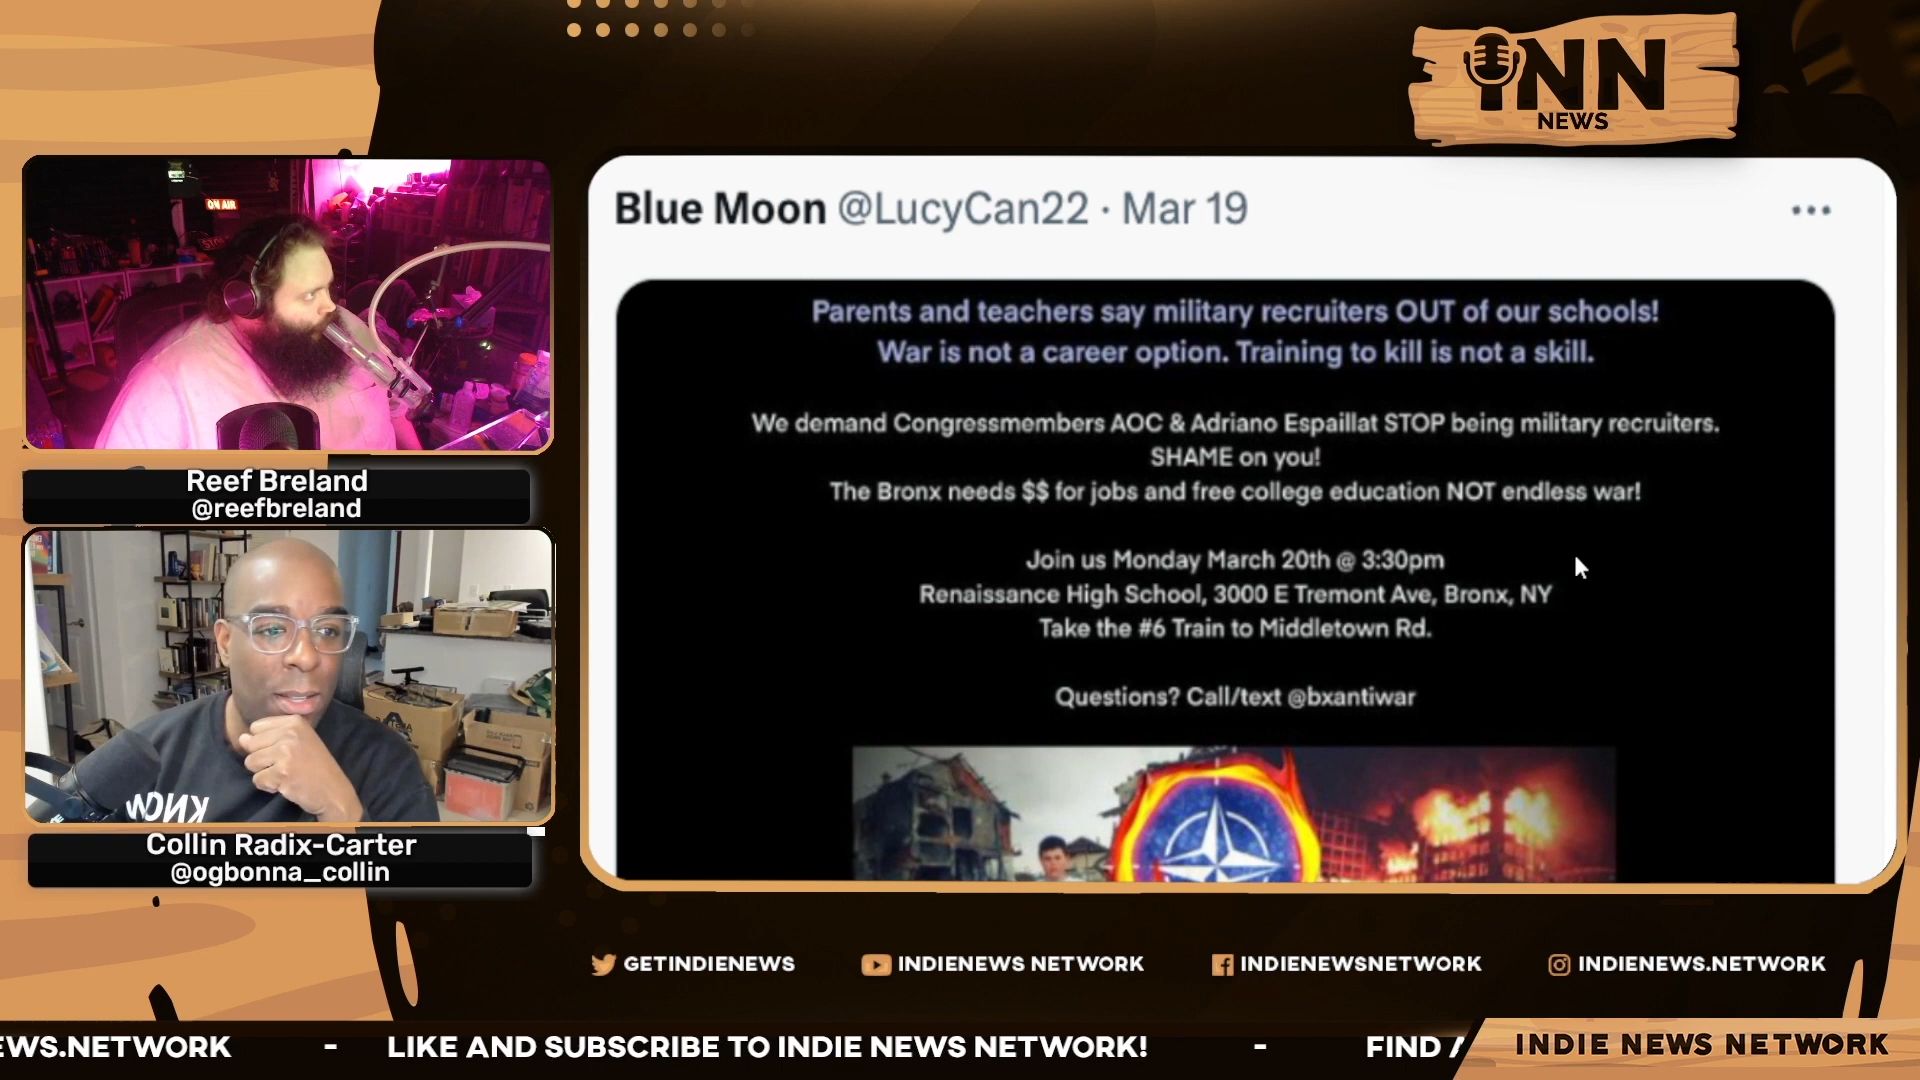 INN
NEWS
ON AIR
Blue Moon @LucyCan22 · Mar 19
Parents and teachers say military recruiters OUT of our schools!
War is not a career option. Training to kill is not a skill.
We demand Congressmembers AOC & Adriano Espaillat STOP being military recruiters.
SHAME on you!
The Bronx needs $$ for jobs and free college education NOT endless war!
Join us Monday March 20th @ 3:30pm
Renaissance High School, 3000 E Tremont Ave, Bronx, NY
Take the #6 Train to Middletown Rd.
Questions? Call/text @bxantiwar
Reef Breland
@reefbreland
KNOW
Collin Radix-Carter
@ogbonna_collin
GETINDIENEWS
INDIENEWS NETWORK
INDIENEWSNETWORK
INDIENEWS.NETWORK
EWS.NETWORK - LIKE AND SUBSCRIBE TO INDIE NEWS NETWORK! - FIND
INDIE NEWS NETWORK